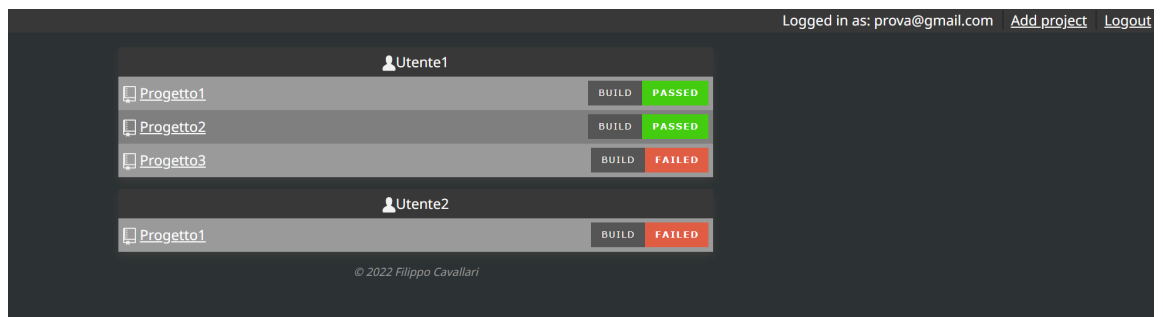 Logged in as: prova@gmail.com Add project Logout
Utente1
Progetto1 BUILD PASSED
Progetto2 BUILD PASSED
Progetto3 BUILD FAILED
Utente2
Progetto1 BUILD FAILED
© 2022 Filippo Cavallari